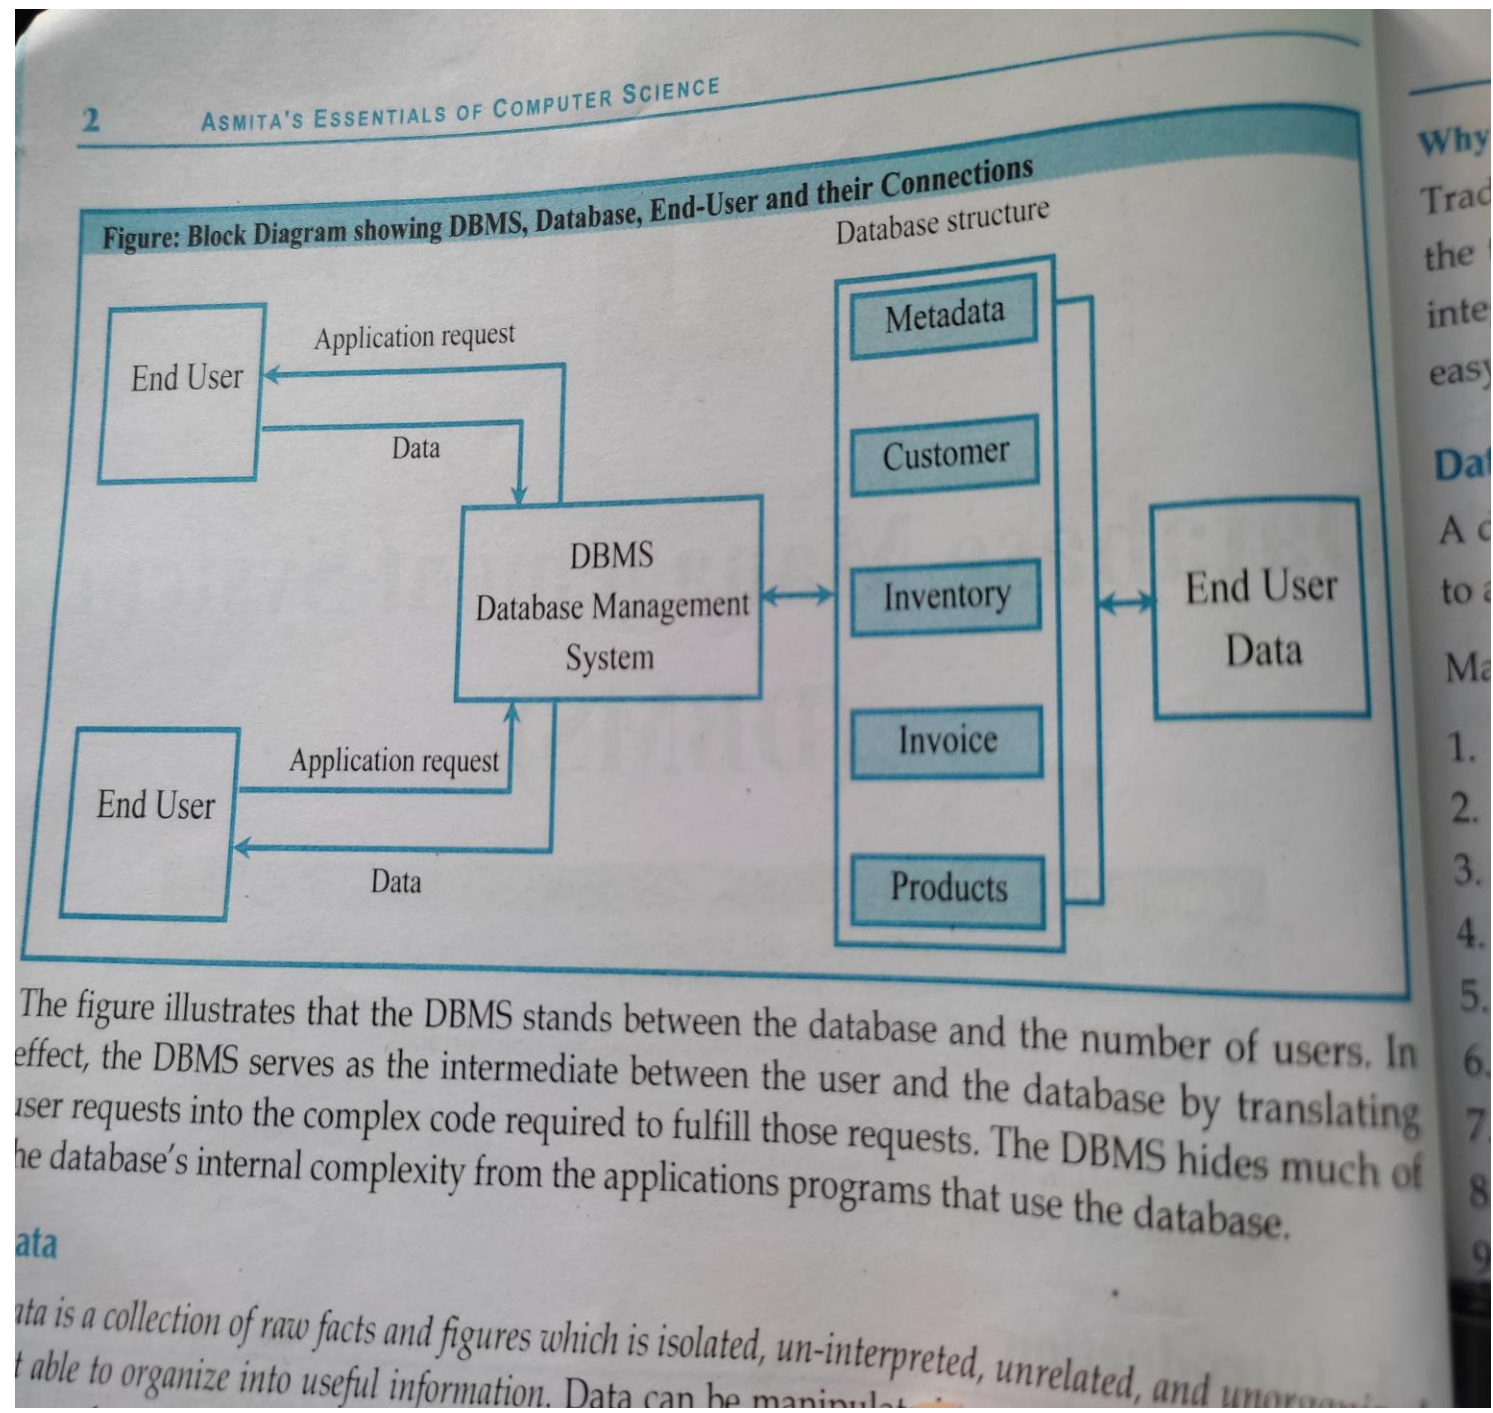 2 ASMITA'S ESSENTIALS OF COMPUTER SCIENCE
Figure: Block Diagram showing DBMS, Database, End-User and their Connections
Database structure
End User
Application request
Data
DBMS
Database Management
System
End User
Application request
Data
Metadata
Customer
Inventory
Invoice
Products
End User
Data
The figure illustrates that the DBMS stands between the database and the number of users. In
effect, the DBMS serves as the intermediate between the user and the database by translating
user requests into the complex code required to fulfill those requests. The DBMS hides much of
the database's internal complexity from the applications programs that use the database.
ata
ata is a collection of raw facts and figures which is isolated, un-interpreted, unrelated, and
able to organize into useful information. Data can be
Why
Trad
the
inte
easy
Dat
A
to a
Ma
1.
2.
3.
4.
5.
6.
7.
8
9